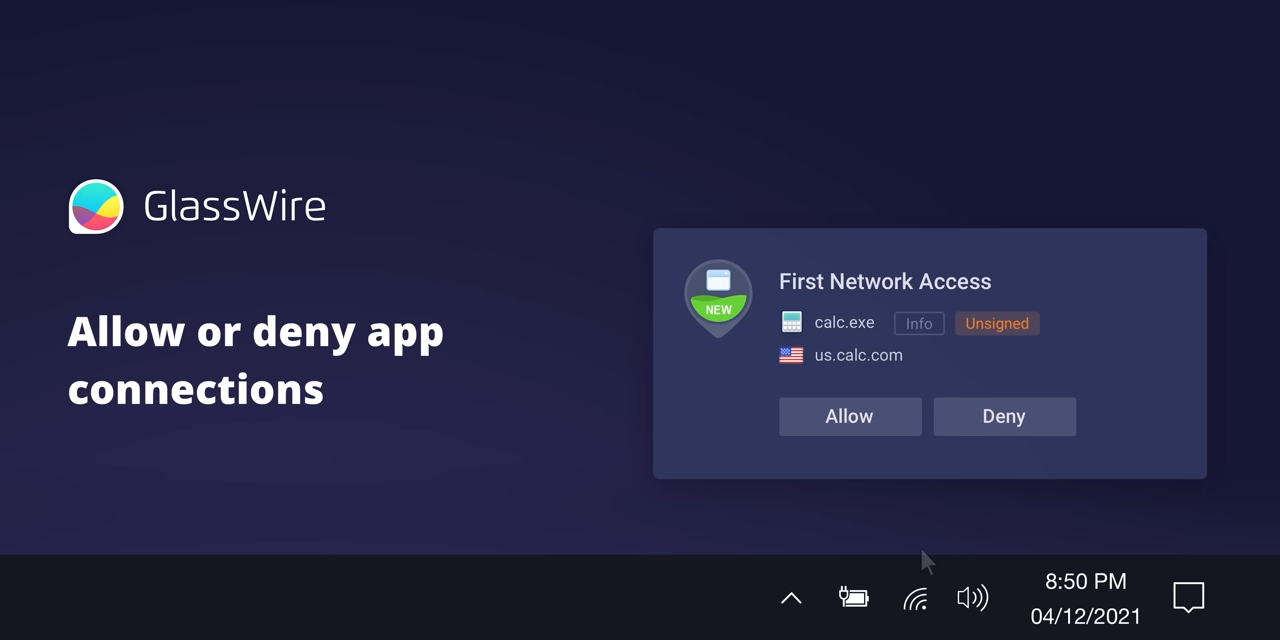 GlassWire
Allow or deny app
connections
First Network Access
NEW
calc.exe Info Unsigned
us.calc.com
Allow Deny
8:50 PM
04/12/2021